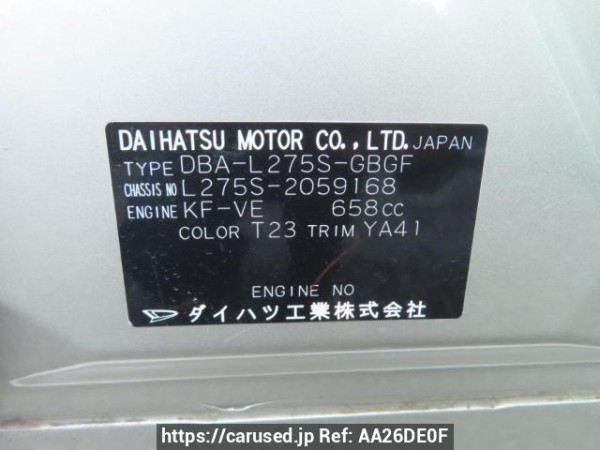 DAIHATSU MOTOR CO., LTD. JAPAN
TYPE DBA-L275S-GBGF
CHASSIS NO L275S-2059168
ENGINE KF-VE 658CC
COLOR T23 TRIM YA41
ENGINE NO
ダイハツ工業株式会社
https://carused.jp Ref: AA26DE0F